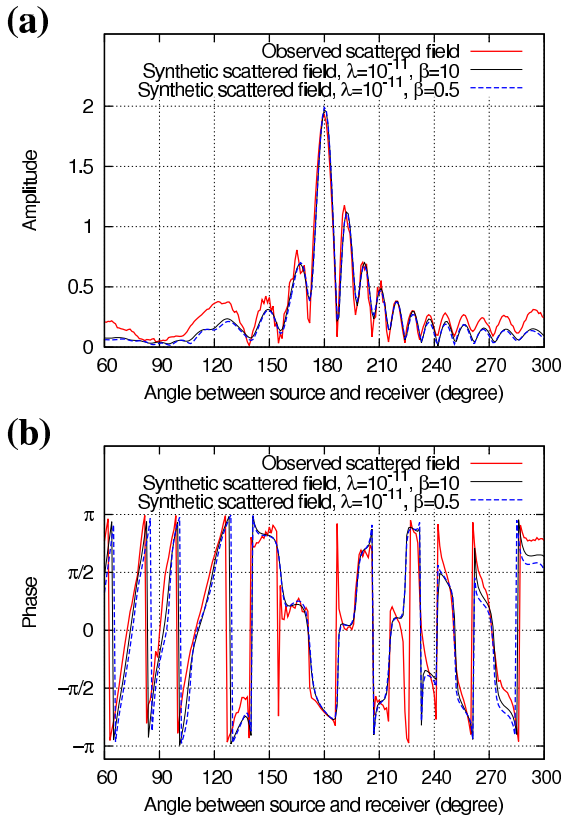 (a)
Observed scattered field
Synthetic scattered field, λ=10⁻¹¹, β=10
Synthetic scattered field, λ=10⁻¹¹, β=0.5
2
1.5
1
0.5
0
Amplitude
60 90 120 150 180 210 240 270 300
Angle between source and receiver (degree)
(b)
Observed scattered field
Synthetic scattered field, λ=10⁻¹¹, β=10
Synthetic scattered field, λ=10⁻¹¹, β=0.5
π
π/2
0
−π/2
−π
Phase
60 90 120 150 180 210 240 270 300
Angle between source and receiver (degree)